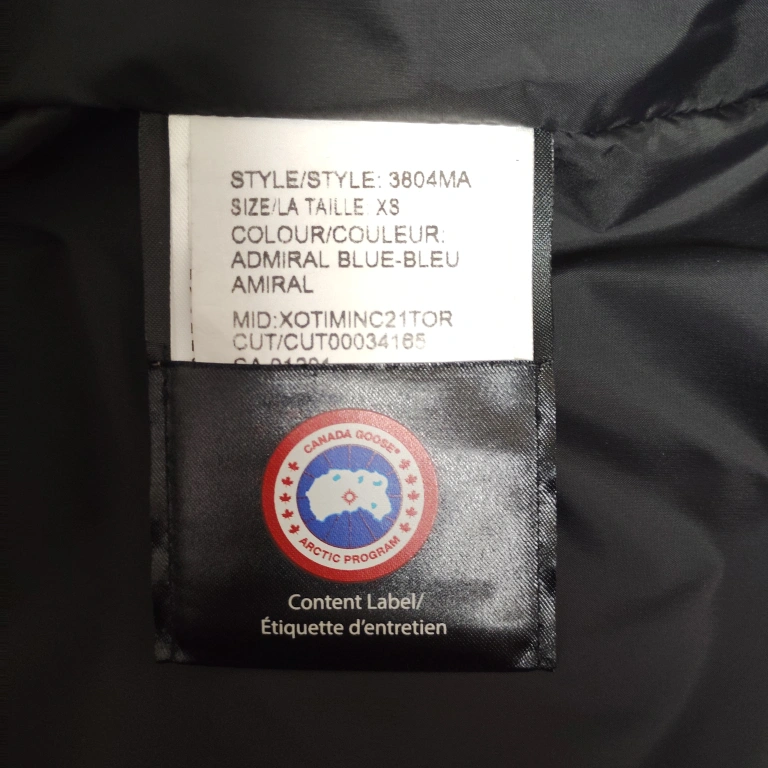 STYLE/STYLE: 3804MA
SIZE/LA TAILLE: XS
COLOUR/COULEUR:
ADMIRAL BLUE-BLEU
AMIRAL
MID:XOTIMINC21TOR
CUT/CUT00034165
CANADA GOOSE®
ARCTIC PROGRAM
Content Label/
Étiquette d'entretien